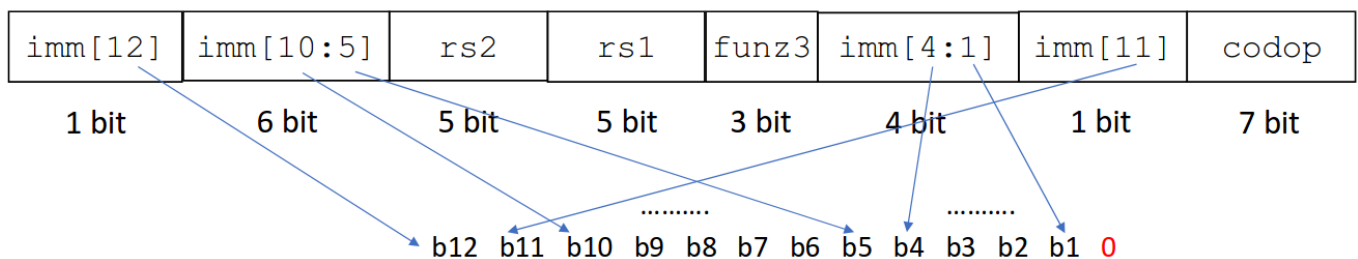 imm[12] imm[10:5] rs2 rs1 funz3 imm[4:1] imm[11] codop
1 bit 6 bit 5 bit 5 bit 3 bit 4 bit 1 bit 7 bit
.......... ..........
b12 b11 b10 b9 b8 b7 b6 b5 b4 b3 b2 b1 0